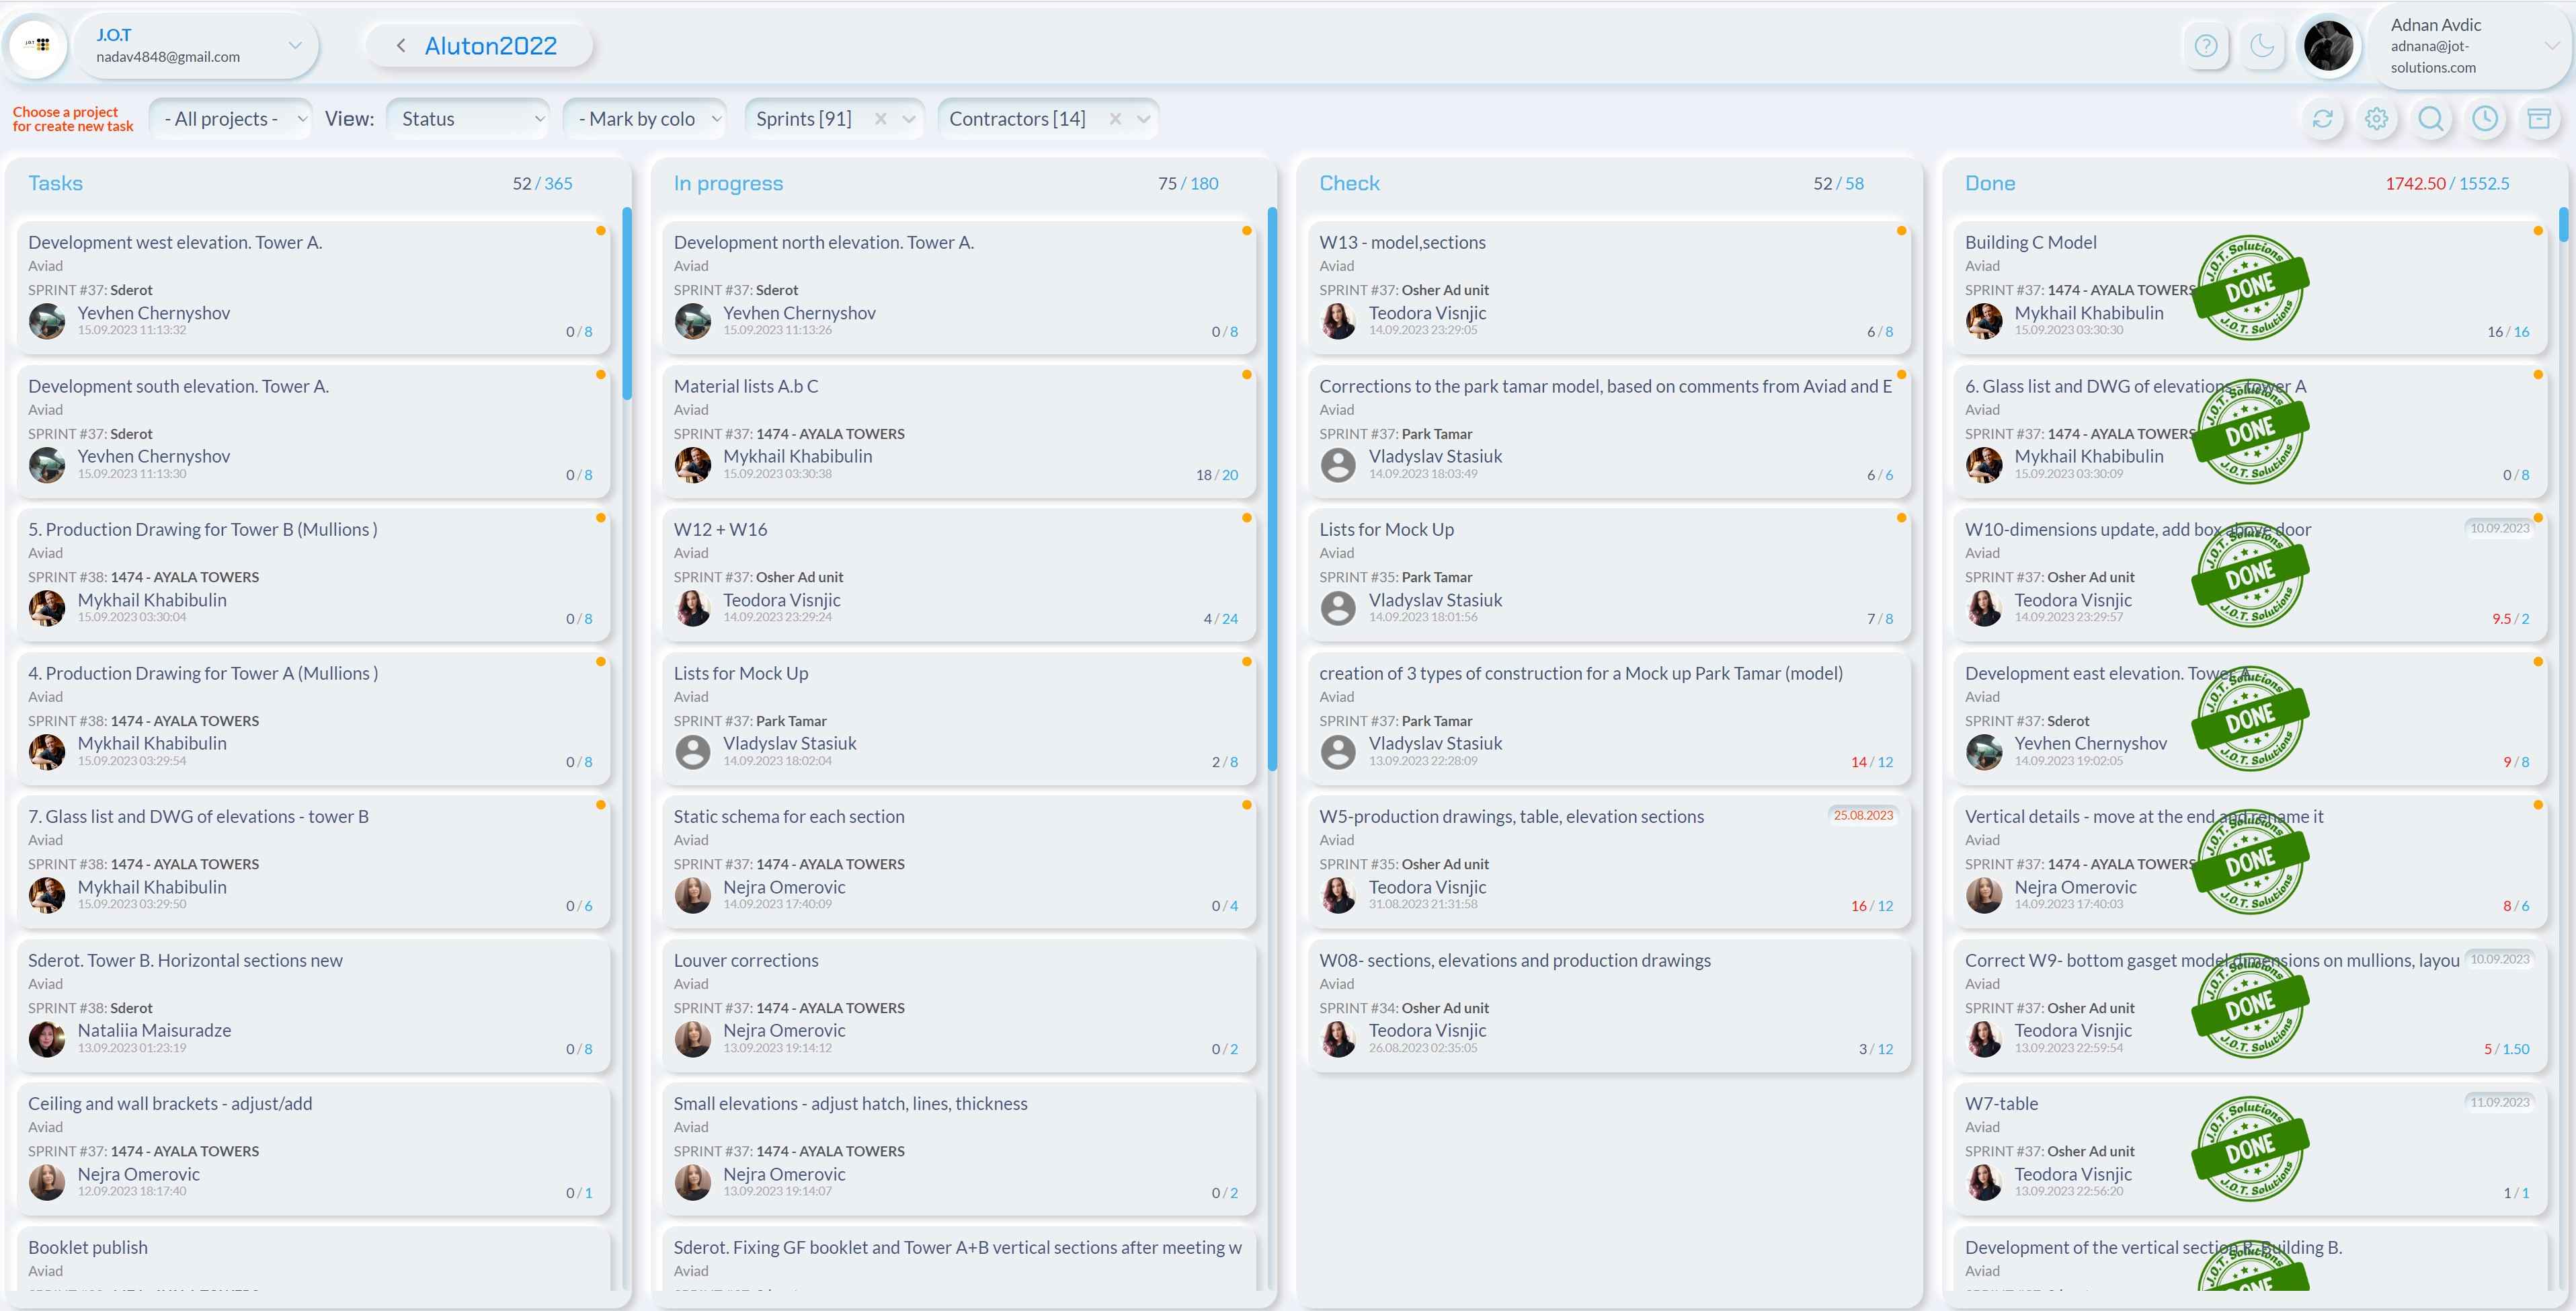 J.O.T
nadav4848@gmail.com
Aluton2022
Adnan Avdic
adnana@jot-
solutions.com
Choose a project
for create new task
- All projects -
View:
Status
- Mark by colo
Sprints [91]
Contractors [14]
Tasks
52 / 365
Development west elevation. Tower A.
Aviad
SPRINT #37: Sderot
Yevhen Chernyshov
15.09.2023 11:13:32
0 / 8
Development south elevation. Tower A.
Aviad
SPRINT #37: Sderot
Yevhen Chernyshov
15.09.2023 11:13:30
0 / 8
5. Production Drawing for Tower B (Mullions )
Aviad
SPRINT #38: 1474 - AYALA TOWERS
Mykhail Khabibulin
15.09.2023 03:30:04
0 / 8
4. Production Drawing for Tower A (Mullions )
Aviad
SPRINT #38: 1474 - AYALA TOWERS
Mykhail Khabibulin
15.09.2023 03:29:54
0 / 8
7. Glass list and DWG of elevations - tower B
Aviad
SPRINT #38: 1474 - AYALA TOWERS
Mykhail Khabibulin
15.09.2023 03:29:50
0 / 6
Sderot. Tower B. Horizontal sections new
Aviad
SPRINT #38: Sderot
Nataliia Maisuradze
13.09.2023 01:23:19
0 / 8
Ceiling and wall brackets - adjust/add
Aviad
SPRINT #37: 1474 - AYALA TOWERS
Nejra Omerovic
12.09.2023 18:17:40
0 / 1
Booklet publish
Aviad
In progress
75 / 180
Development north elevation. Tower A.
Aviad
SPRINT #37: Sderot
Yevhen Chernyshov
15.09.2023 11:13:26
0 / 8
Material lists A.b C
Aviad
SPRINT #37: 1474 - AYALA TOWERS
Mykhail Khabibulin
15.09.2023 03:30:38
18 / 20
W12 + W16
Aviad
SPRINT #37: Osher Ad unit
Teodora Visnjic
14.09.2023 23:29:24
4 / 24
Lists for Mock Up
Aviad
SPRINT #37: Park Tamar
Vladyslav Stasiuk
14.09.2023 18:02:04
2 / 8
Static schema for each section
Aviad
SPRINT #37: 1474 - AYALA TOWERS
Nejra Omerovic
14.09.2023 17:40:09
0 / 4
Louver corrections
Aviad
SPRINT #37: 1474 - AYALA TOWERS
Nejra Omerovic
13.09.2023 19:14:12
0 / 2
Small elevations - adjust hatch, lines, thickness
Aviad
SPRINT #37: 1474 - AYALA TOWERS
Nejra Omerovic
13.09.2023 19:14:07
0 / 2
Sderot. Fixing GF booklet and Tower A+B vertical sections after meeting w
Aviad
Check
52 / 58
W13 - model,sections
Aviad
SPRINT #37: Osher Ad unit
Teodora Visnjic
14.09.2023 23:29:05
6 / 8
Corrections to the park tamar model, based on comments from Aviad and E
Aviad
SPRINT #37: Park Tamar
Vladyslav Stasiuk
14.09.2023 18:03:49
6 / 6
Lists for Mock Up
Aviad
SPRINT #35: Park Tamar
Vladyslav Stasiuk
14.09.2023 18:01:56
7 / 8
creation of 3 types of construction for a Mock up Park Tamar (model)
Aviad
SPRINT #37: Park Tamar
Vladyslav Stasiuk
13.09.2023 22:28:09
14 / 12
W5-production drawings, table, elevation sections
25.08.2023
Aviad
SPRINT #35: Osher Ad unit
Teodora Visnjic
31.08.2023 21:31:58
16 / 12
W08- sections, elevations and production drawings
Aviad
SPRINT #34: Osher Ad unit
Teodora Visnjic
26.08.2023 02:35:05
3 / 12
Done
1742.50 / 1552.5
Building C Model
Aviad
SPRINT #37: 1474 - AYALA TOWERS
Mykhail Khabibulin
15.09.2023 03:30:30
16 / 16
J.O.T. Solutions
DONE
J.O.T. Solutions
6. Glass list and DWG of elevations - tower A
Aviad
SPRINT #37: 1474 - AYALA TOWERS
Mykhail Khabibulin
15.09.2023 03:30:09
0 / 8
J.O.T. Solutions
DONE
J.O.T. Solutions
W10-dimensions update, add box above door
10.09.2023
Aviad
SPRINT #37: Osher Ad unit
Teodora Visnjic
14.09.2023 23:29:57
9.5 / 2
J.O.T. Solutions
DONE
J.O.T. Solutions
Development east elevation. Tower A.
Aviad
SPRINT #37: Sderot
Yevhen Chernyshov
14.09.2023 19:02:05
9 / 8
J.O.T. Solutions
DONE
J.O.T. Solutions
Vertical details - move at the end and rename it
Aviad
SPRINT #37: 1474 - AYALA TOWERS
Nejra Omerovic
14.09.2023 17:40:03
8 / 6
J.O.T. Solutions
DONE
J.O.T. Solutions
Correct W9- bottom gasget model,dimensions on mullions, layou
10.09.2023
Aviad
SPRINT #37: Osher Ad unit
Teodora Visnjic
13.09.2023 22:59:54
5 / 1.50
J.O.T. Solutions
DONE
J.O.T. Solutions
W7-table
11.09.2023
Aviad
SPRINT #37: Osher Ad unit
Teodora Visnjic
13.09.2023 22:56:20
1 / 1
J.O.T. Solutions
DONE
J.O.T. Solutions
Development of the vertical section Building B.
Aviad